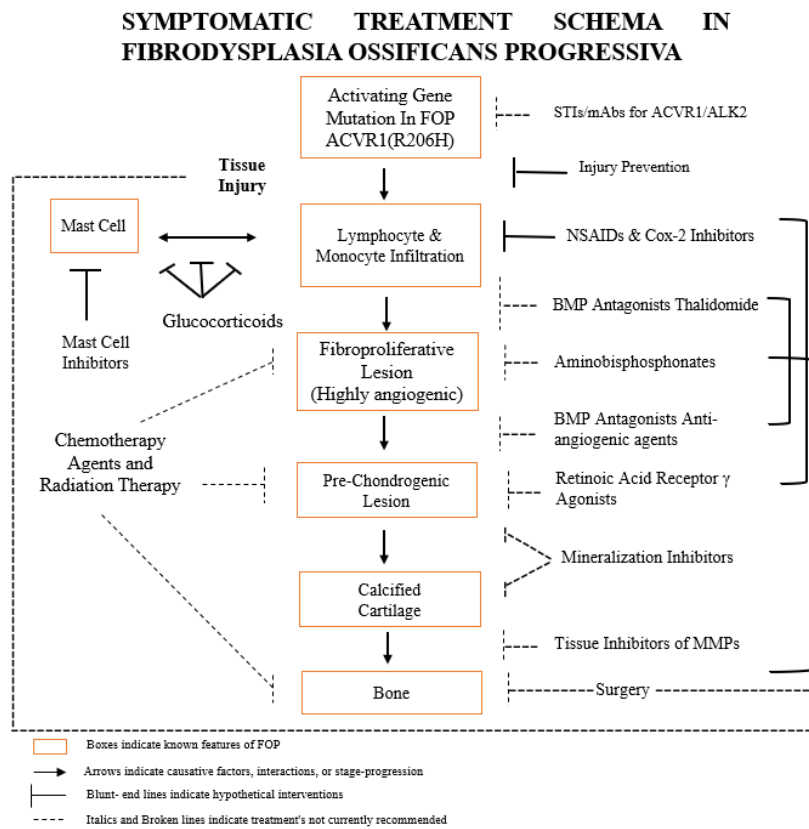 SYMPTOMATIC TREATMENT SCHEMA IN
FIBRODYSPLASIA OSSIFICANS PROGRESSIVA
Activating Gene
Mutation In FOP
ACVR1(R206H)
STIs/mAbs for ACVR1/ALK2
Tissue
Injury
Injury Prevention
Mast Cell
Lymphocyte &
Monocyte Infiltration
NSAIDs & Cox-2 Inhibitors
Glucocorticoids
BMP Antagonists Thalidomide
Mast Cell
Inhibitors
Fibroproliferative
Lesion
(Highly angiogenic)
Aminobisphosphonates
BMP Antagonists Anti-
angiogenic agents
Chemotherapy
Agents and
Radiation Therapy
Pre-Chondrogenic
Lesion
Retinoic Acid Receptor γ
Agonists
Mineralization Inhibitors
Calcified
Cartilage
Tissue Inhibitors of MMPs
Bone
Surgery
Boxes indicate known features of FOP
Arrows indicate causative factors, interactions, or stage-progression
Blunt- end lines indicate hypothetical interventions
Italics and Broken lines indicate treatment's not currently recommended